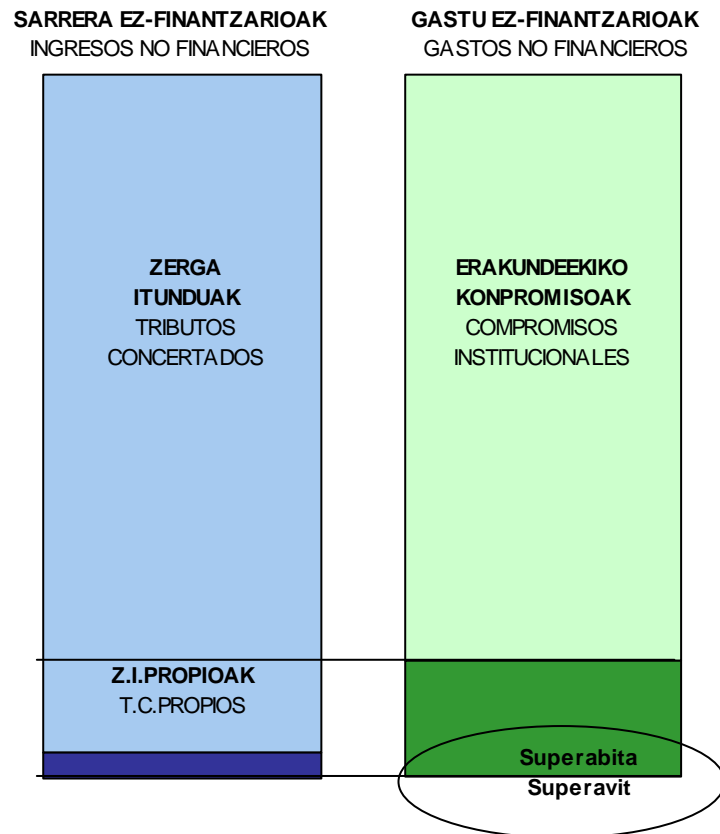 SARRERA EZ-FINANTZARIOAK
INGRESOS NO FINANCIEROS
GASTU EZ-FINANTZARIOAK
GASTOS NO FINANCIEROS
ZERGA
ITUNDUAK
TRIBUTOS
CONCERTADOS
ERAKUNDEEKIKO
KONPROMISOAK
COMPROMISOS
INSTITUCIONALES
Z.I.PROPIOAK
T.C.PROPIOS
Superabita
Superavit